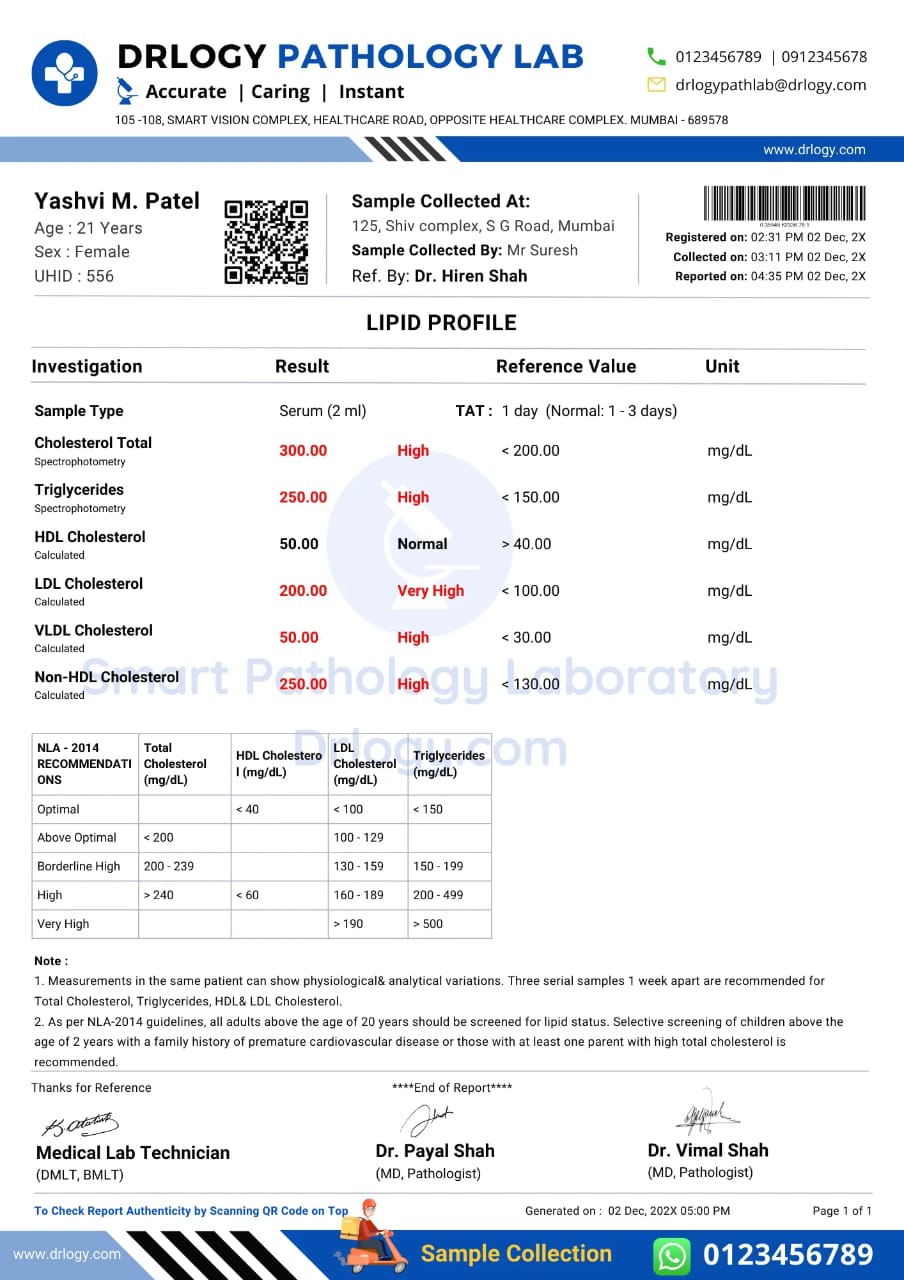 DRLOGY PATHOLOGY LAB
Accurate | Caring | Instant
0123456789 | 0912345678
drlogypathlab@drlogy.com
105 -108, SMART VISION COMPLEX, HEALTHCARE ROAD, OPPOSITE HEALTHCARE COMPLEX. MUMBAI - 689578
www.drlogy.com
Yashvi M. Patel
Age : 21 Years
Sex : Female
UHID : 556
Sample Collected At:
125, Shiv complex, S G Road, Mumbai
Sample Collected By: Mr Suresh
Ref. By: Dr. Hiren Shah
Registered on: 02:31 PM 02 Dec, 2X
Collected on: 03:11 PM 02 Dec, 2X
Reported on: 04:35 PM 02 Dec, 2X
LIPID PROFILE
Investigation Result Reference Value Unit
Sample Type Serum (2 ml) TAT : 1 day (Normal: 1 - 3 days)
Cholesterol Total 300.00 High < 200.00 mg/dL
Spectrophotometry
Triglycerides 250.00 High < 150.00 mg/dL
Spectrophotometry
HDL Cholesterol 50.00 Normal > 40.00 mg/dL
Calculated
LDL Cholesterol 200.00 Very High < 100.00 mg/dL
Calculated
VLDL Cholesterol 50.00 High < 30.00 mg/dL
Calculated
Non-HDL Cholesterol 250.00 High < 130.00 mg/dL
Calculated
Smart Pathology Laboratory
Drlogy.com
NLA - 2014 RECOMMENDATI ONS Total Cholesterol (mg/dL) HDL Cholestero l (mg/dL) LDL Cholesterol (mg/dL) Triglycerides (mg/dL)
Optimal < 40 < 100 < 150
Above Optimal < 200 100 - 129
Borderline High 200 - 239 130 - 159 150 - 199
High > 240 < 60 160 - 189 200 - 499
Very High > 190 > 500
Note :
1. Measurements in the same patient can show physiological& analytical variations. Three serial samples 1 week apart are recommended for
Total Cholesterol, Triglycerides, HDL& LDL Cholesterol.
2. As per NLA-2014 guidelines, all adults above the age of 20 years should be screened for lipid status. Selective screening of children above the
age of 2 years with a family history of premature cardiovascular disease or those with at least one parent with high total cholesterol is
recommended.
Thanks for Reference ****End of Report****
Medical Lab Technician
(DMLT, BMLT)
Dr. Payal Shah
(MD, Pathologist)
Dr. Vimal Shah
(MD, Pathologist)
To Check Report Authenticity by Scanning QR Code on Top
Generated on : 02 Dec, 202X 05:00 PM
Page 1 of 1
www.drlogy.com
Sample Collection
0123456789